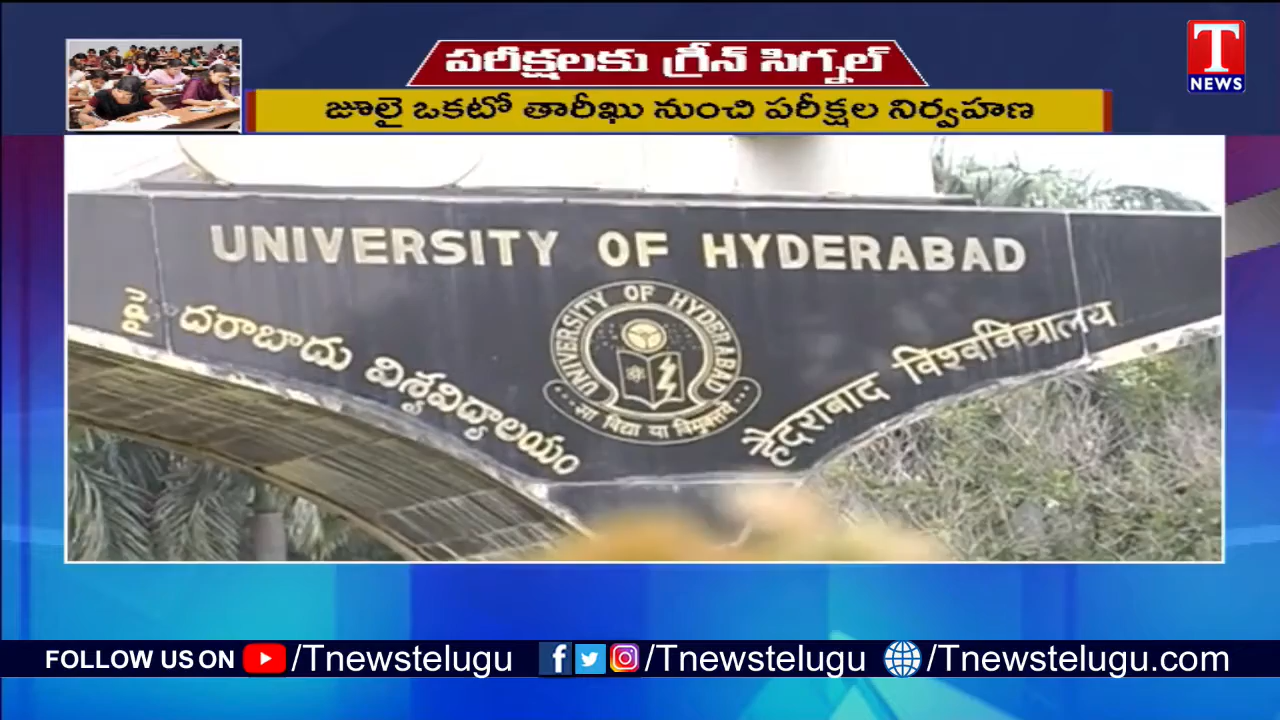 పరీక్షలకు గ్రీన్ సిగ్నల్
జూలై ఒకటో తారీఖు నుంచి పరీక్షల నిర్వహణ
T
NEWS
UNIVERSITY OF HYDERABAD
హైదరాబాదు విశ్వవిద్యాలయం
UNIVERSITY OF HYDERABAD
सा विद्या या विमुक्तये
हैदराबाद विश्वविद्यालय
FOLLOW US ON /Tnewstelugu /Tnewstelugu /Tnewstelugu.com